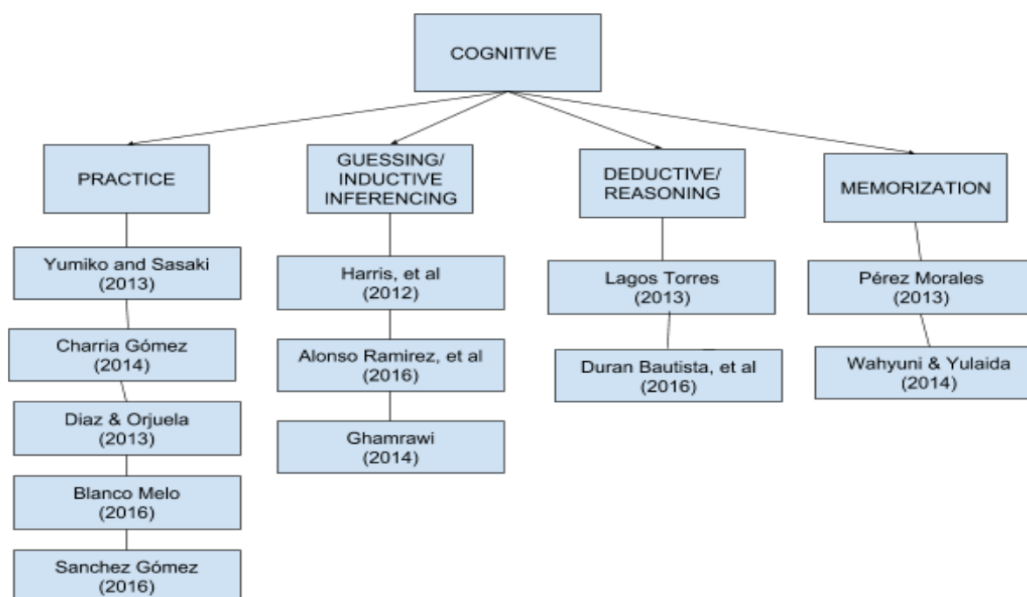 COGNITIVE
PRACTICE
Yumiko and Sasaki
(2013)
Charria Gómez
(2014)
Diaz & Orjuela
(2013)
Blanco Melo
(2016)
Sanchez Gómez
(2016)
GUESSING/
INDUCTIVE
INFERENCING
Harris, et al
(2012)
Alonso Ramirez, et al
(2016)
Ghamrawi
(2014)
DEDUCTIVE/
REASONING
Lagos Torres
(2013)
Duran Bautista, et al
(2016)
MEMORIZATION
Pérez Morales
(2013)
Wahyuni & Yulaida
(2014)